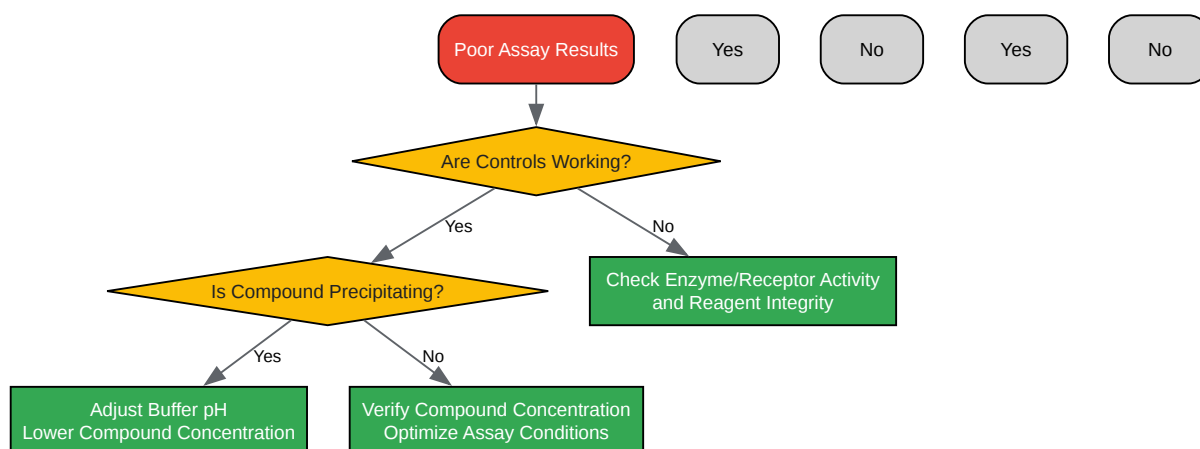 Poor Assay Results
Yes
No
Yes
No
Are Controls Working?
Yes
No
Is Compound Precipitating?
Check Enzyme/Receptor Activity
and Reagent Integrity
Yes
No
Adjust Buffer pH
Lower Compound Concentration
Verify Compound Concentration
Optimize Assay Conditions